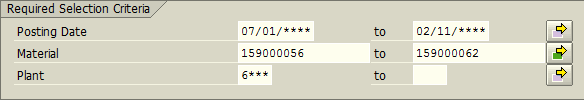 Required Selection Criteria
Posting Date 07/01/**** to 02/11/****
Material 159000056 to 159000062
Plant 6*** to